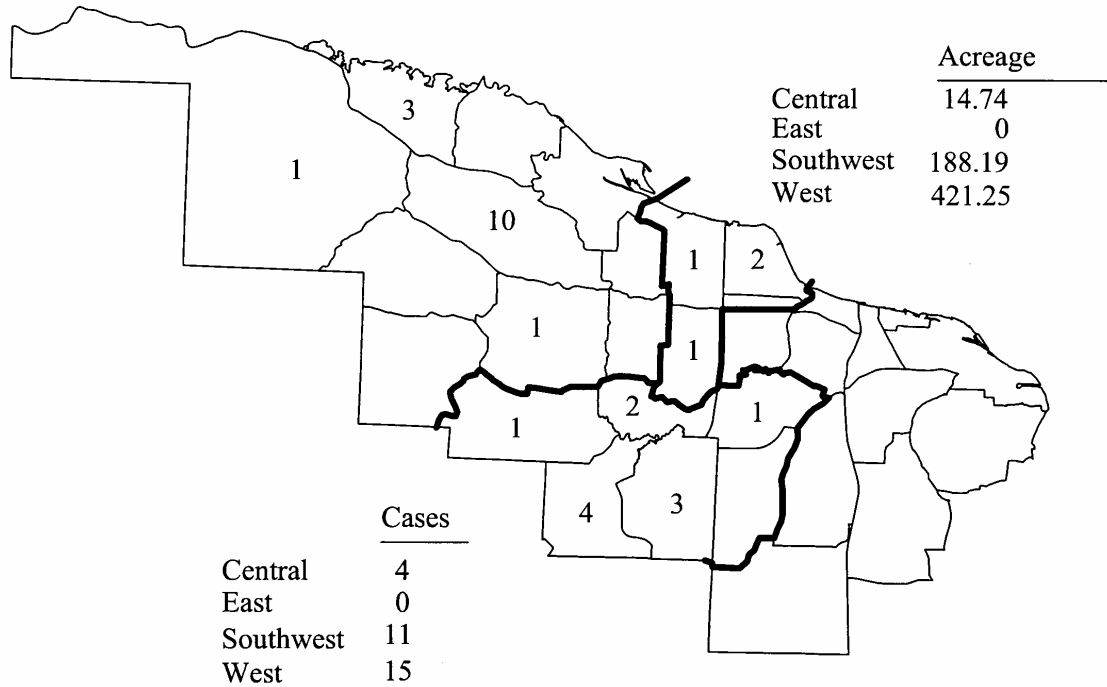 Acreage
Central 14.74
East 0
Southwest 188.19
West 421.25
3
1
10
1
2
1
1
1
2
1
4
3
Cases
Central 4
East 0
Southwest 11
West 15